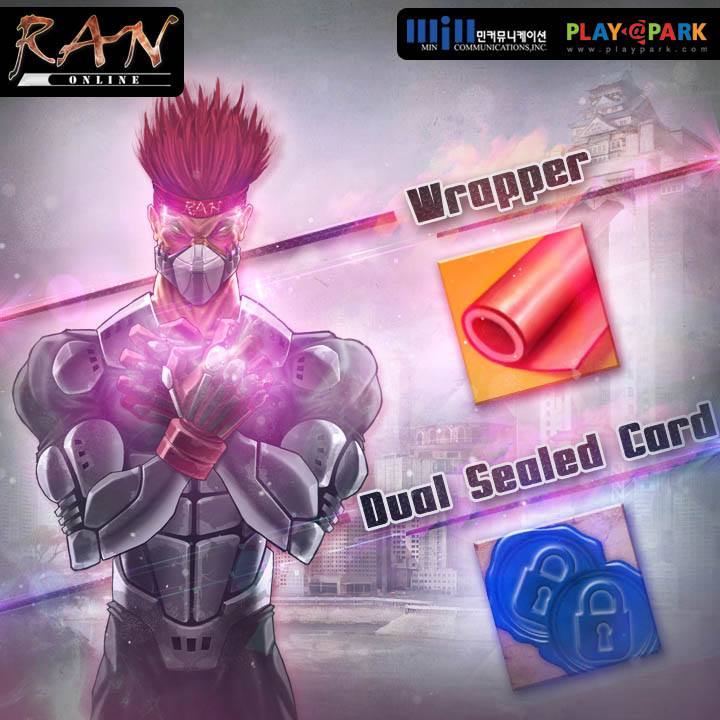 RAN
ONLINE
Mill 민커뮤니케이션
MIN COMMUNICATIONS,INC.
PLAY@PARK
www.playpark.com
RAN
Wrapper
Dual Sealed Card